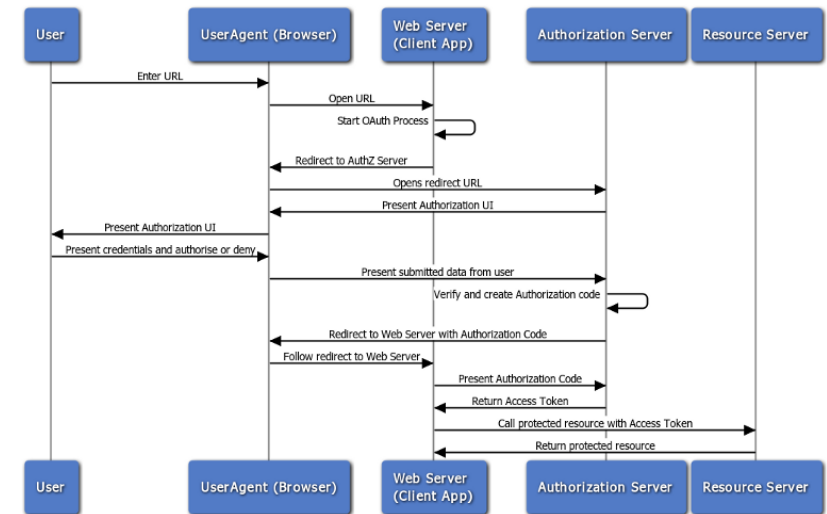 User
UserAgent (Browser)
Web Server
(Client App)
Authorization Server
Resource Server
Enter URL
Open URL
Start OAuth Process
Redirect to AuthZ Server
Opens redirect URL
Present Authorization UI
Present Authorization UI
Present credentials and authorise or deny
Present submitted data from user
Verify and create Authorization code
Redirect to Web Server with Authorization Code
Follow redirect to Web Server
Present Authorization Code
Return Access Token
Call protected resource with Access Token
Return protected resource
User
UserAgent (Browser)
Web Server
(Client App)
Authorization Server
Resource Server